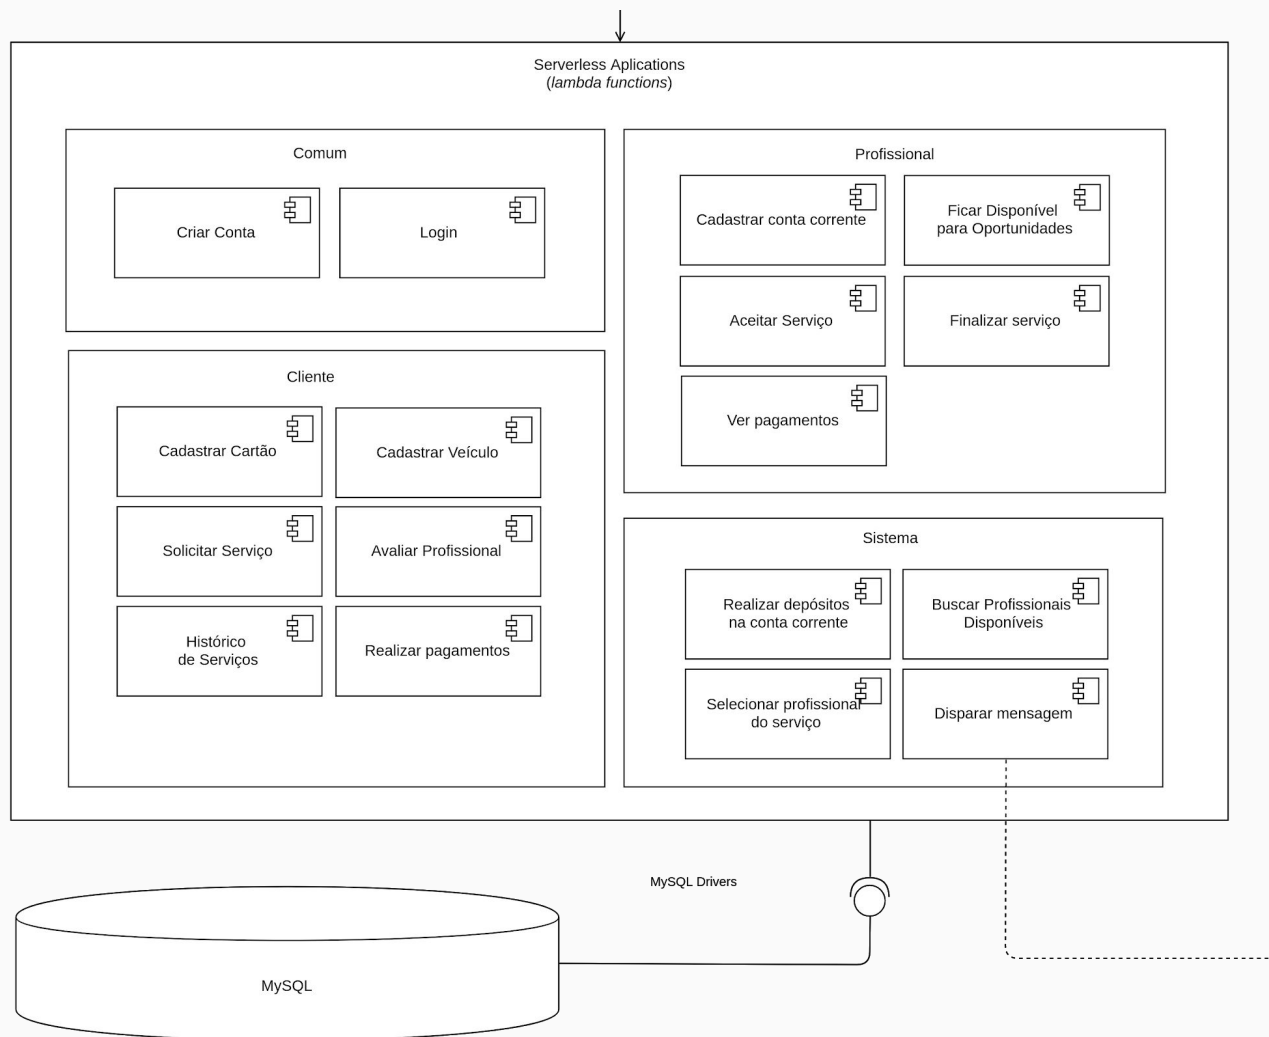 Serverless Aplications
(lambda functions)
Comum
Criar Conta
Login
Cliente
Cadastrar Cartão
Cadastrar Veículo
Solicitar Serviço
Avaliar Profissional
Histórico
de Serviços
Realizar pagamentos
Profissional
Cadastrar conta corrente
Ficar Disponível
para Oportunidades
Aceitar Serviço
Finalizar serviço
Ver pagamentos
Sistema
Realizar depósitos
na conta corrente
Buscar Profissionais
Disponíveis
Selecionar profissional
do serviço
Disparar mensagem
MySQL Drivers
MySQL